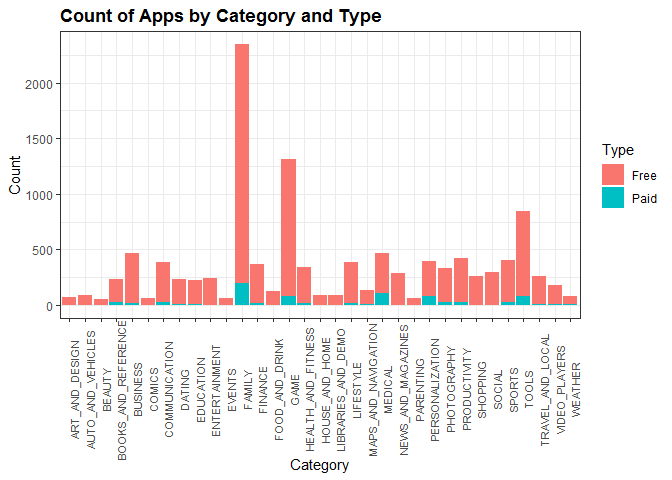 Count of Apps by Category and Type
Count
2000
1500
1000
500
0
ART_AND_DESIGN
AUTO_AND_VEHICLES
BEAUTY
BOOKS_AND_REFERENCE
BUSINESS
COMICS
COMMUNICATION
DATING
EDUCATION
ENTERTAINMENT
EVENTS
FAMILY
FINANCE
FOOD_AND_DRINK
GAME
HEALTH_AND_FITNESS
HOUSE_AND_HOME
LIBRARIES_AND_DEMO
LIFESTYLE
MAPS_AND_NAVIGATION
MEDICAL
NEWS_AND_MAGAZINES
PARENTING
PERSONALIZATION
PHOTOGRAPHY
PRODUCTIVITY
SHOPPING
SOCIAL
SPORTS
TOOLS
TRAVEL_AND_LOCAL
VIDEO_PLAYERS
WEATHER
Category
Type
Free
Paid